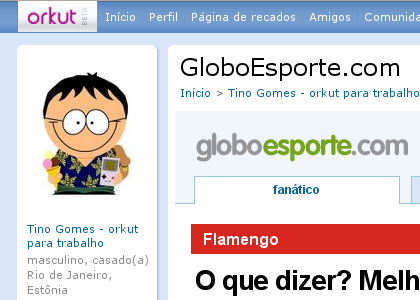 orkut BETA Início Perfil Página de recados Amigos Comunida
GloboEsporte.com
Início > Tino Gomes - orkut para trabalho
globoesporte.com
fanático
Flamengo
O que dizer? Melh
Tino Gomes - orkut
para trabalho
masculino, casado(a)
Rio de Janeiro,
Estônia